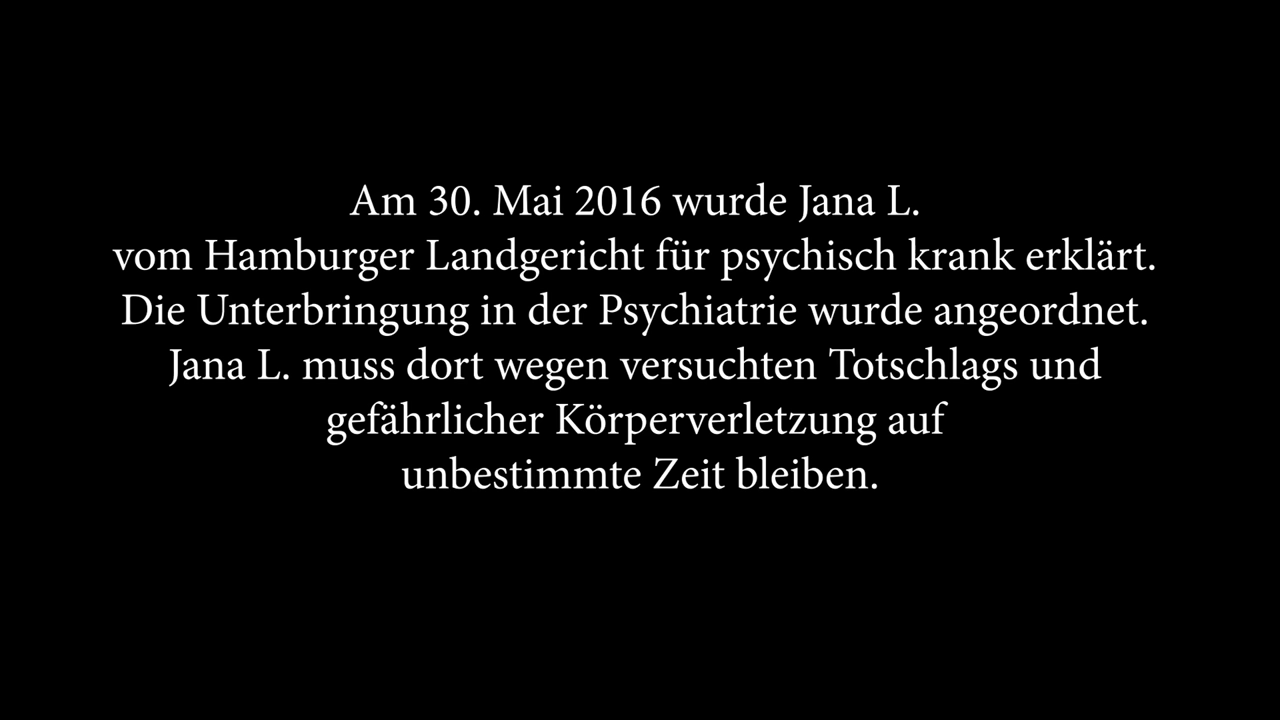 Am 30. Mai 2016 wurde Jana L.
vom Hamburger Landgericht für psychisch krank erklärt.
Die Unterbringung in der Psychiatrie wurde angeordnet.
Jana L. muss dort wegen versuchten Totschlags und
gefährlicher Körperverletzung auf
unbestimmte Zeit bleiben.